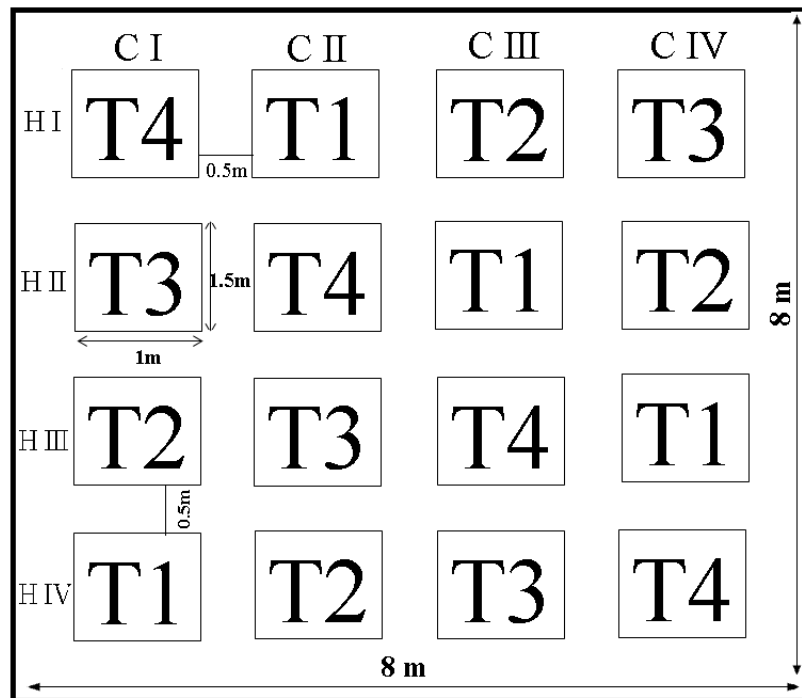 C I C II C III C IV
H I T4 T1 T2 T3
0.5m
H II T3 T4 T1 T2
1.5m
8 m
1m
H III T2 T3 T4 T1
0.5m
H IV T1 T2 T3 T4
8 m